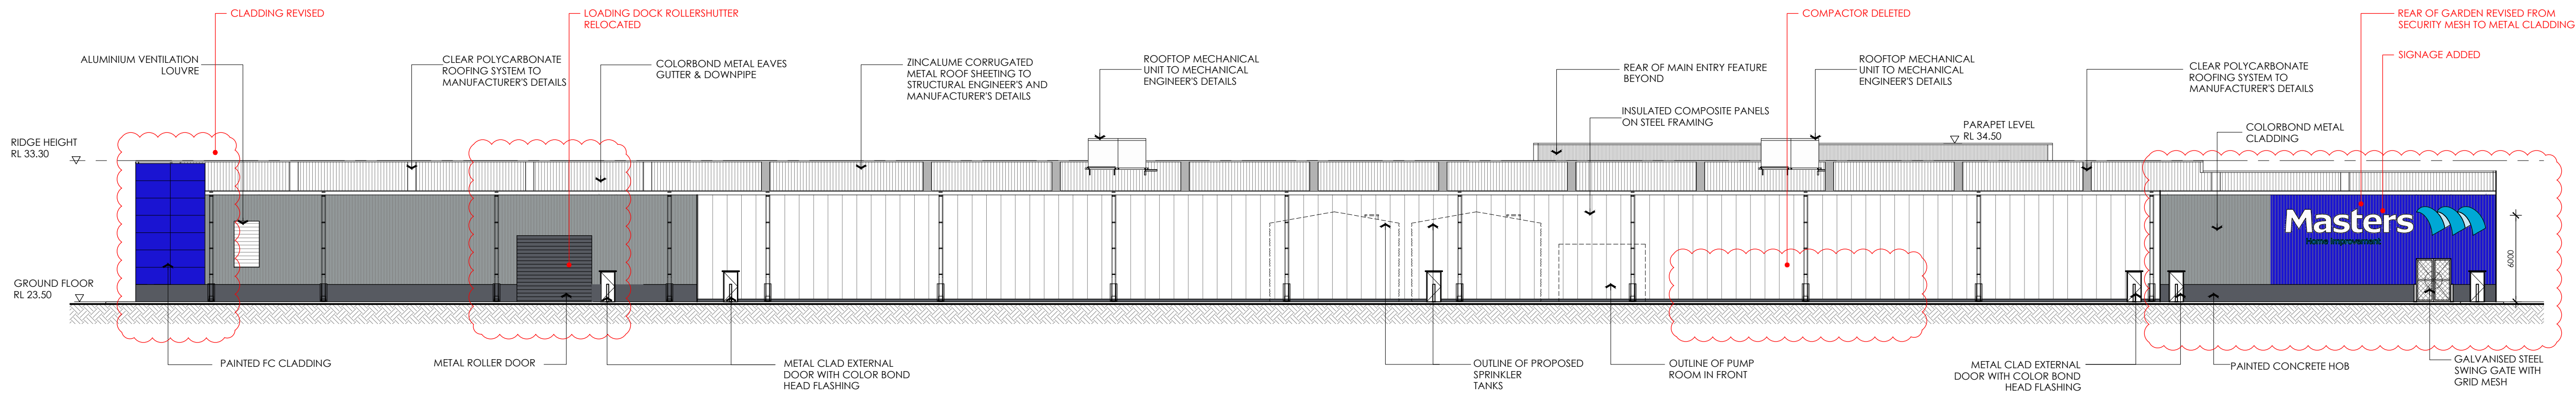 CLADDING REVISED
LOADING DOCK ROLLERSHUTTER
RELOCATED
COMPACTOR DELETED
REAR OF GARDEN REVISED FROM
SECURITY MESH TO METAL CLADDING
SIGNAGE ADDED
ALUMINIUM VENTILATION
LOUVRE
CLEAR POLYCARBONATE
ROOFING SYSTEM TO
MANUFACTURER'S DETAILS
COLORBOND METAL EAVES
GUTTER & DOWNPIPE
ZINCALUME CORRUGATED
METAL ROOF SHEETING TO
STRUCTURAL ENGINEER'S AND
MANUFACTURER'S DETAILS
ROOFTOP MECHANICAL
UNIT TO MECHANICAL
ENGINEER'S DETAILS
REAR OF MAIN ENTRY FEATURE
BEYOND
INSULATED COMPOSITE PANELS
ON STEEL FRAMING
ROOFTOP MECHANICAL
UNIT TO MECHANICAL
ENGINEER'S DETAILS
PARAPET LEVEL
RL 34.50
CLEAR POLYCARBONATE
ROOFING SYSTEM TO
MANUFACTURER'S DETAILS
COLORBOND METAL
CLADDING
RIDGE HEIGHT
RL 33.30
Masters
Home Improvement
6000
GROUND FLOOR
RL 23.50
PAINTED FC CLADDING
METAL ROLLER DOOR
METAL CLAD EXTERNAL
DOOR WITH COLOR BOND
HEAD FLASHING
OUTLINE OF PROPOSED
SPRINKLER
TANKS
OUTLINE OF PUMP
ROOM IN FRONT
METAL CLAD EXTERNAL
DOOR WITH COLOR BOND
HEAD FLASHING
PAINTED CONCRETE HOB
GALVANISED STEEL
SWING GATE WITH
GRID MESH